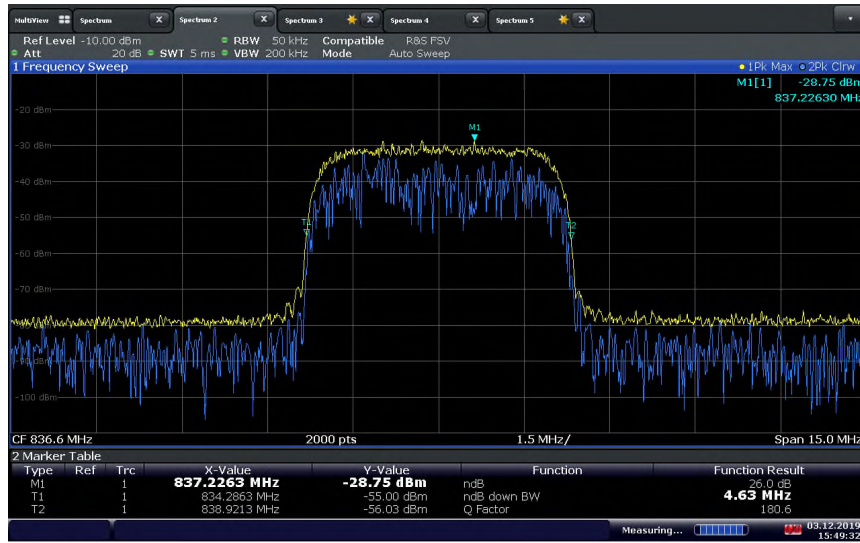 MultiView Spectrum X Spectrum 2 X Spectrum 3 X Spectrum 4 X Spectrum 5 X
Ref Level -10.00 dBm RBW 50 kHz Compatible R&S FSV
Att 20 dB SWT 5 ms VBW 200 kHz Mode Auto Sweep
1 Frequency Sweep 1Pk Max 2Pk Clrw
M1[1] -28.75 dBm
837.22630 MHz
-20 dBm
M1
-30 dBm
-40 dBm
-50 dBm
T1
T2
-60 dBm
-70 dBm
-90 dBm
-100 dBm
CF 836.6 MHz 2000 pts 1.5 MHz/ Span 15.0 MHz
2 Marker Table
Type Ref Trc X-Value Y-Value Function Function Result
M1 1 837.2263 MHz -28.75 dBm ndB 26.0 dB
T1 1 834.2863 MHz -55.00 dBm ndB down BW 4.63 MHz
T2 1 838.9213 MHz -56.03 dBm Q Factor 180.6
Measuring... 03.12.2019
15:49:32